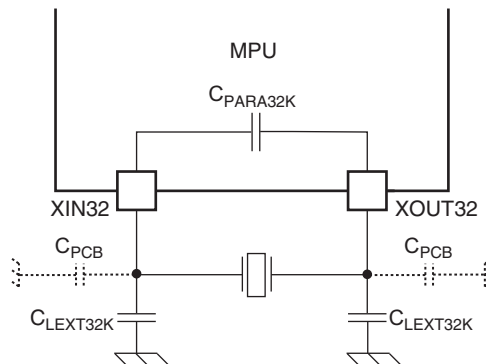 MPU
CPARA32K
XIN32
XOUT32
CPCB
CPCB
CLEXT32K
CLEXT32K